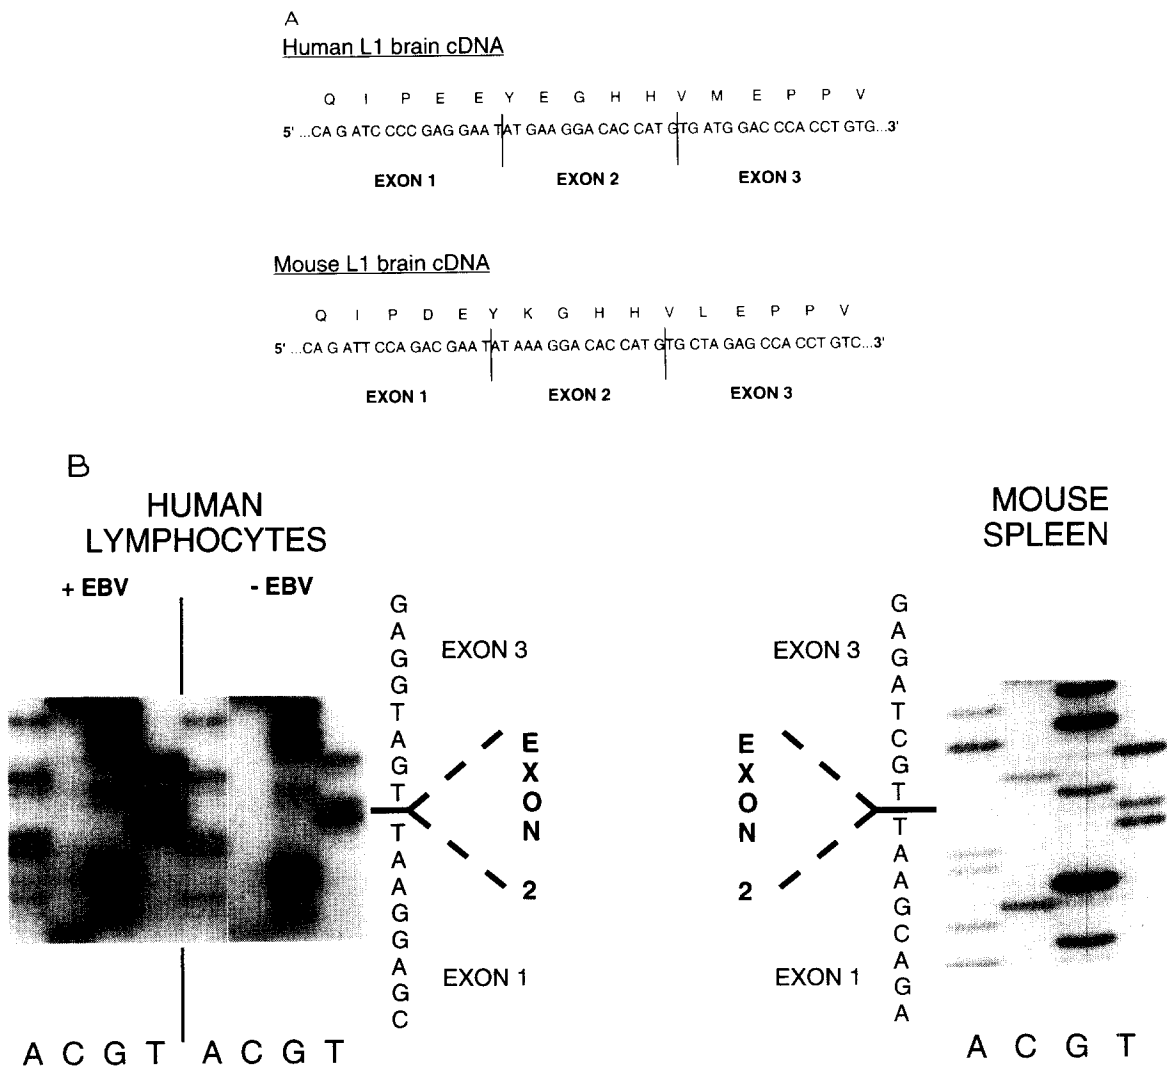 A
Human L1 brain cDNA
Q I P E E Y E G H H V M E P P V
5' ...CA G ATC CCC GAG GAA TAT GAA GGA CAC CAT GTG ATG GAC CCA CCT GTG...3'
EXON 1 EXON 2 EXON 3
Mouse L1 brain cDNA
Q I P D E Y K G H H V L E P P V
5' ...CA G ATT CCA GAC GAA TAT AAA GGA CAC CAT GTG CTA GAG CCA CCT GTC...3'
EXON 1 EXON 2 EXON 3
B
HUMAN
LYMPHOCYTES
+ EBV - EBV
G
A
G
G
T
A
G
T
T
A
A
G
G
A
G
C
EXON 3
EXON
2
EXON 1
A C G T A C G T
MOUSE
SPLEEN
EXON 3
EXON
2
EXON 1
G
A
G
A
T
C
G
T
T
A
A
G
C
A
G
A
A C G T